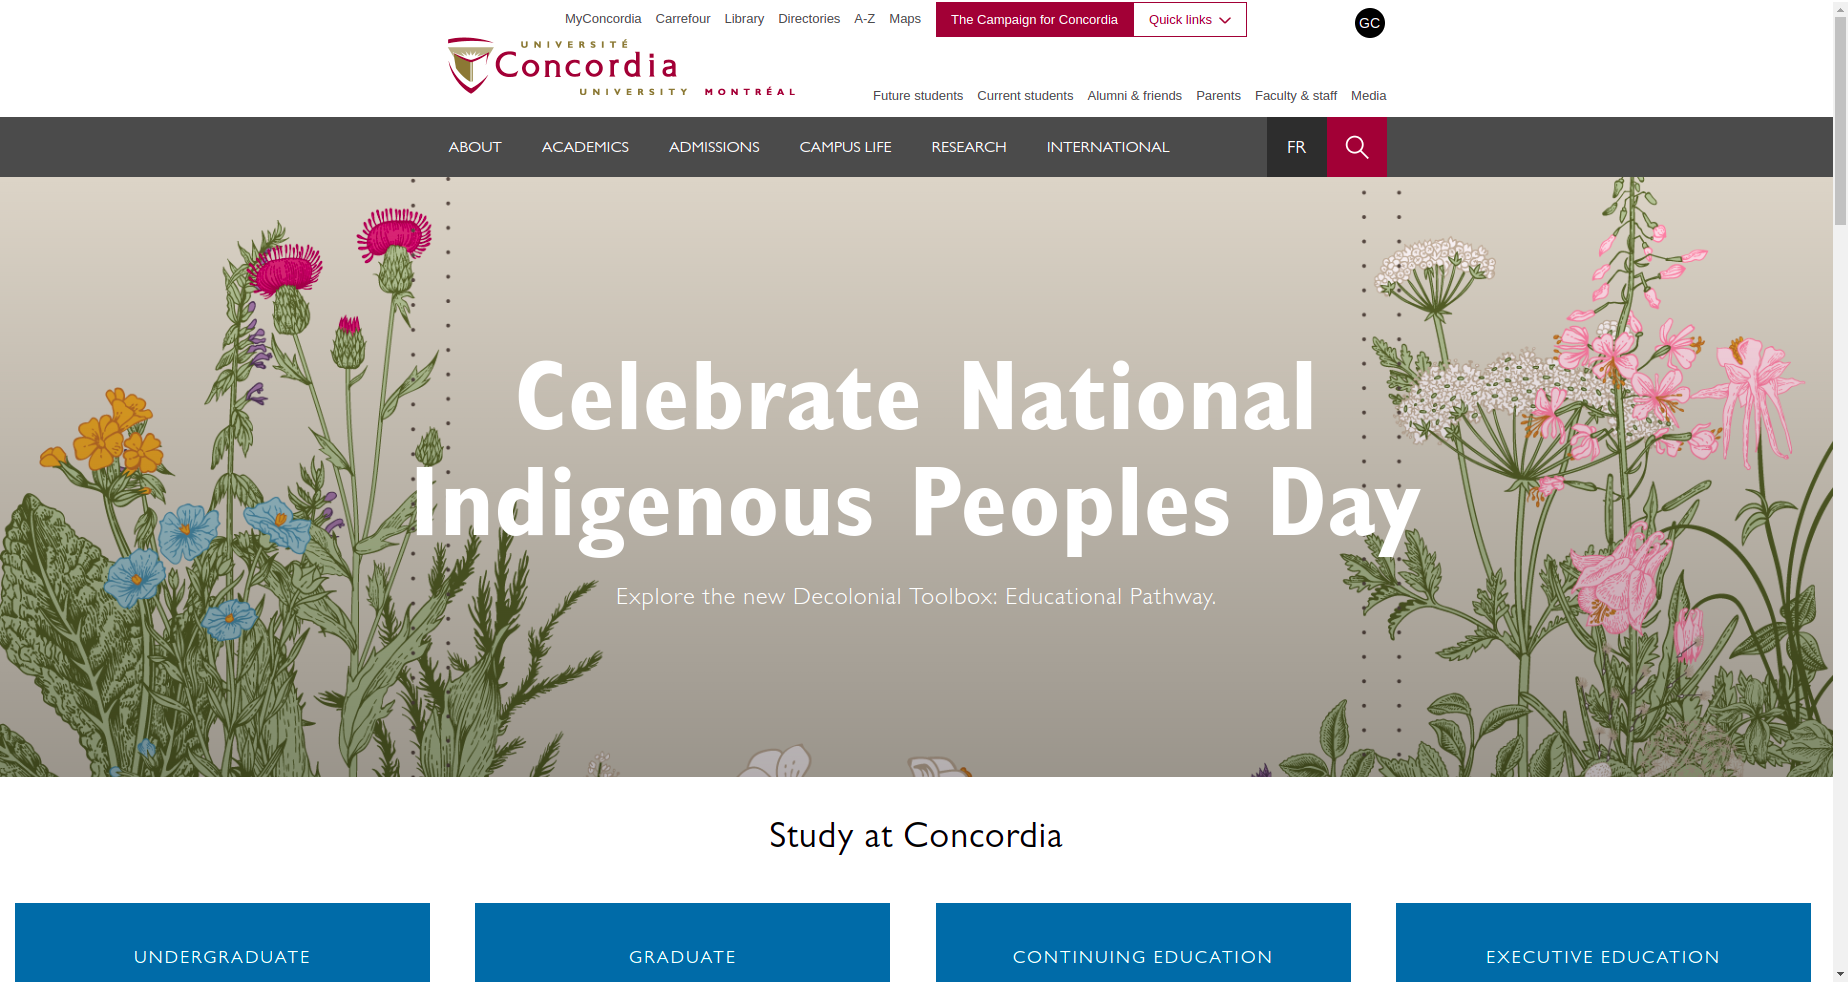 MyConcordia Carrefour Library Directories A-Z Maps The Campaign for Concordia Quick links GC
UNIVERSITÉ
Concordia
UNIVERSITY MONTRÉAL
Future students Current students Alumni & friends Parents Faculty & staff Media
ABOUT ACADEMICS ADMISSIONS CAMPUS LIFE RESEARCH INTERNATIONAL FR
Celebrate National
Indigenous Peoples Day
Explore the new Decolonial Toolbox: Educational Pathway.
Study at Concordia
UNDERGRADUATE GRADUATE CONTINUING EDUCATION EXECUTIVE EDUCATION